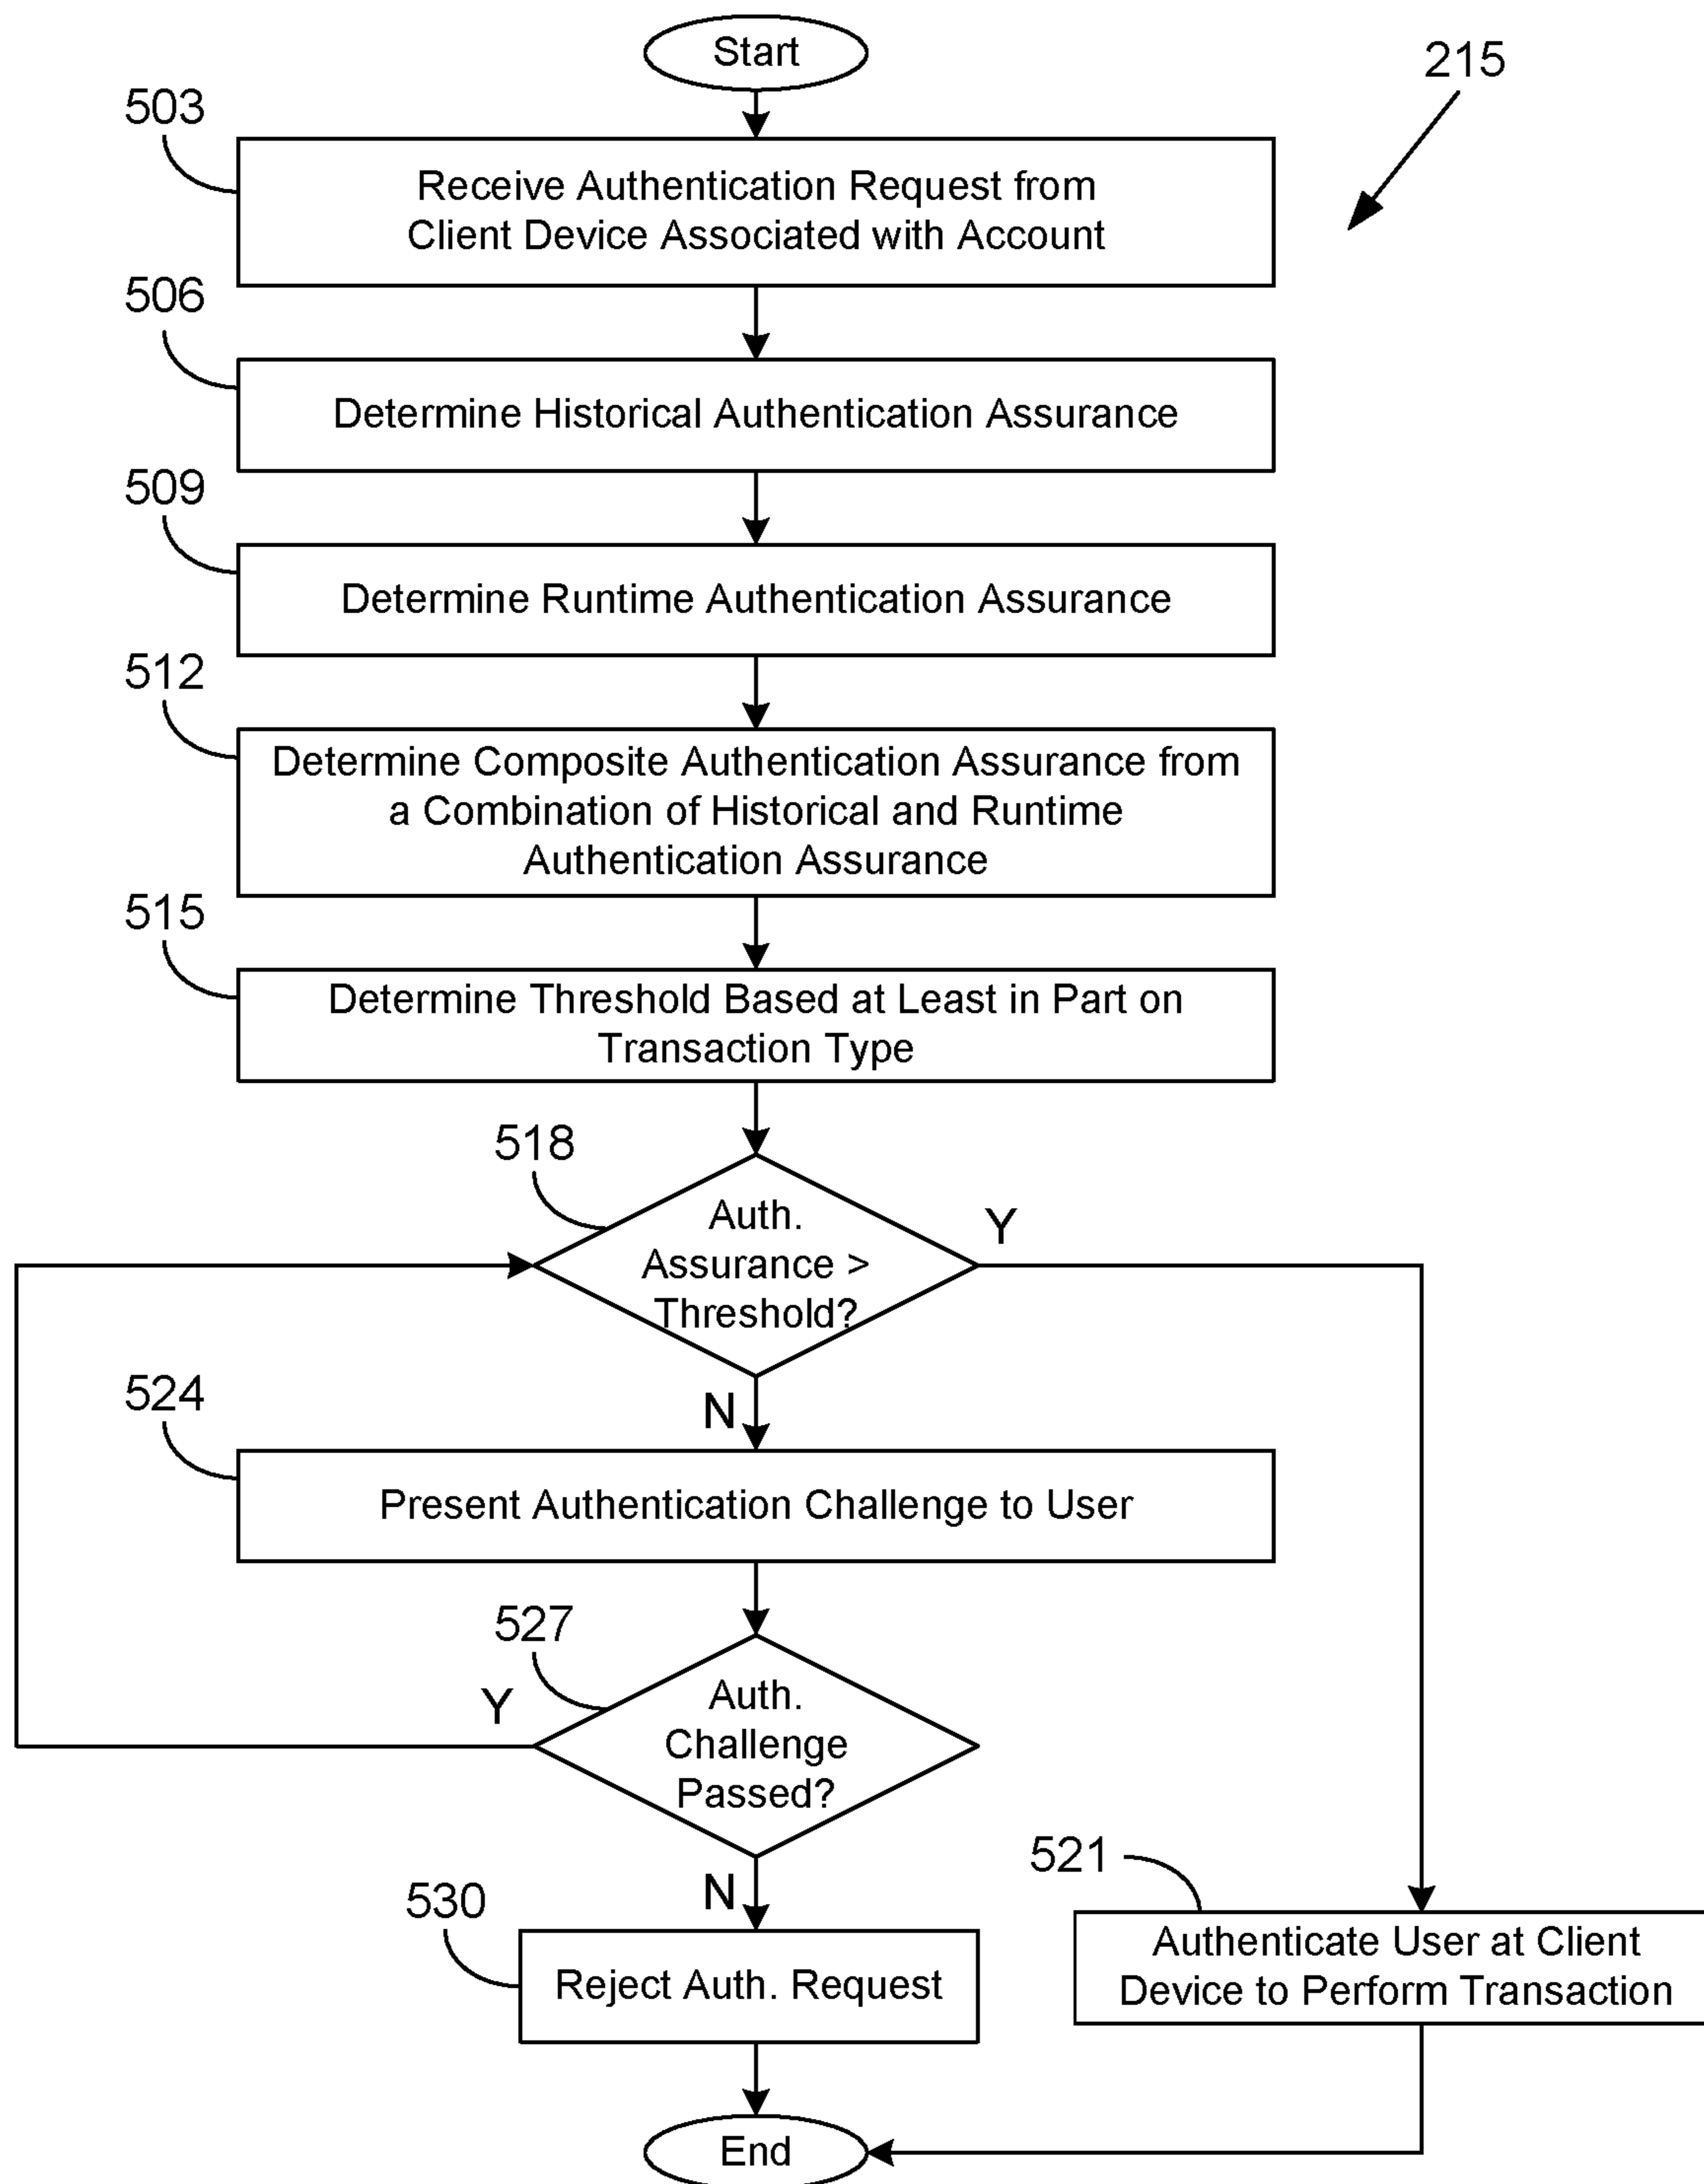 Start
215
503
Receive Authentication Request from
Client Device Associated with Account
506
Determine Historical Authentication Assurance
509
Determine Runtime Authentication Assurance
512
Determine Composite Authentication Assurance from
a Combination of Historical and Runtime
Authentication Assurance
515
Determine Threshold Based at Least in Part on
Transaction Type
518
Auth.
Assurance >
Threshold?
Y
N
524
Present Authentication Challenge to User
527
Auth.
Challenge
Passed?
Y
N
521
Authenticate User at Client
Device to Perform Transaction
530
Reject Auth. Request
End